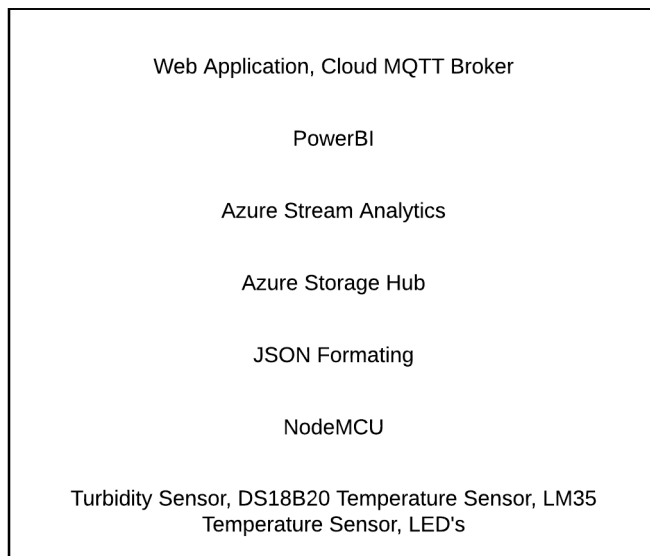 Web Application, Cloud MQTT Broker
PowerBI
Azure Stream Analytics
Azure Storage Hub
JSON Formating
NodeMCU
Turbidity Sensor, DS18B20 Temperature Sensor, LM35
Temperature Sensor, LED's